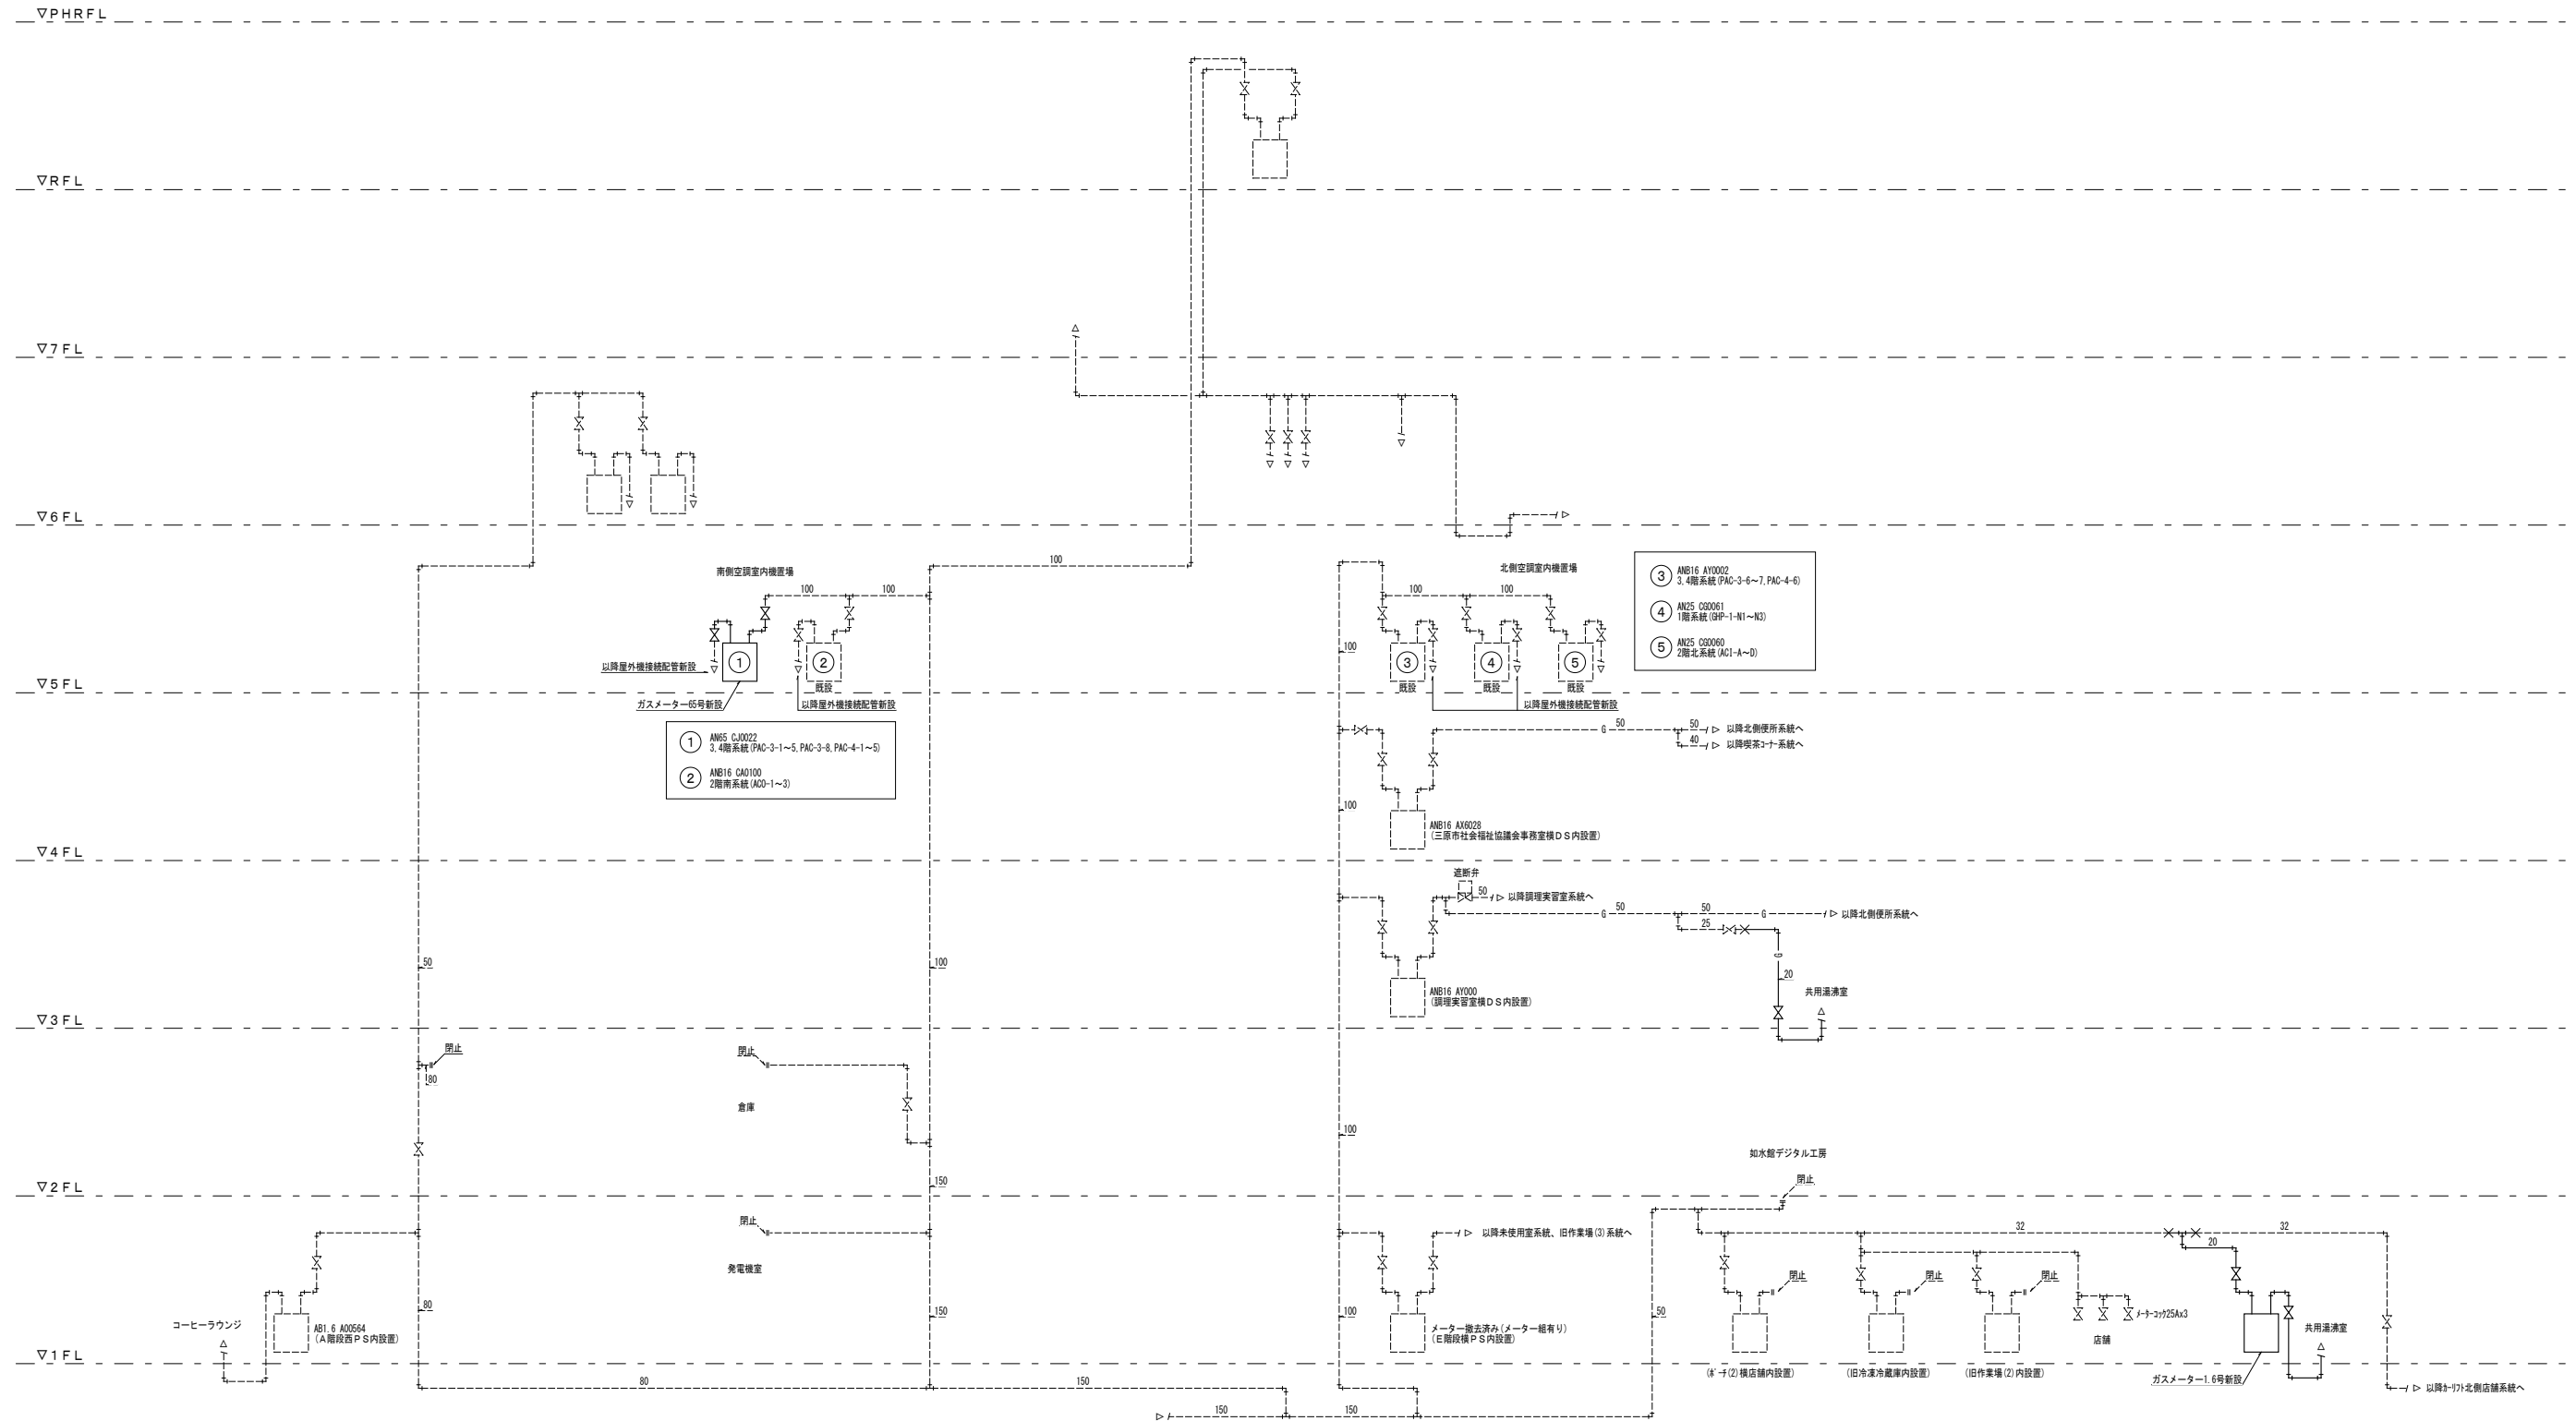 ▽PHRFL
▽RFL
▽7FL
▽6FL
100
南側空調室内機置場
100
100
以降屋外機接続配管新設
①
②
既設
ガスメーター65号新設
以降屋外機接続配管新設
① AN65 CJ0022
3,4階系統(PAC-3-1～5,PAC-3-8,PAC-4-1～5)
② ANB16 CA0100
2階南系統(ACO-1～3)
北側空調室内機置場
100
100
100
③
④
⑤
既設
既設
既設
以降屋外機接続配管新設
③ ANB16 AY0002
3,4階系統(PAC-3-6～7,PAC-4-6)
④ AN25 CG0061
1階系統(GHP-1-N1～N3)
⑤ AN25 CG0060
2階北系統(ACI-A～D)
▽5FL
G
50
50
以降北側便所系統へ
40
以降喫茶コーナー系統へ
100
ANB16 AX6028
(三原市社会福祉協議会事務室横DS内設置)
▽4FL
遮断弁
50
以降調理実習室系統へ
G
50
50
G
以降北側便所系統へ
25
G
20
50
100
ANB16 AY000
(調理実習室横DS内設置)
共用湯沸室
▽3FL
閉止
80
閉止
倉庫
100
如水館デジタル工房
150
閉止
▽2FL
閉止
以降未使用室系統、旧作業場(3)系統へ
32
32
20
発電機室
閉止
閉止
閉止
80
150
100
50
コーヒーラウンジ
AB1.6 A00564
(A階段西PS内設置)
メーター撤去済み(メーター組有り)
(E階段横PS内設置)
メーターコック25Ax3
店舗
共用湯沸室
▽1FL
(ポーチ(2)横店舗内設置)
(旧冷凍冷蔵庫内設置)
(旧作業場(2)内設置)
ガスメーター1.6号新設
以降カーリフト北側店舗系統へ
80
150
150
150